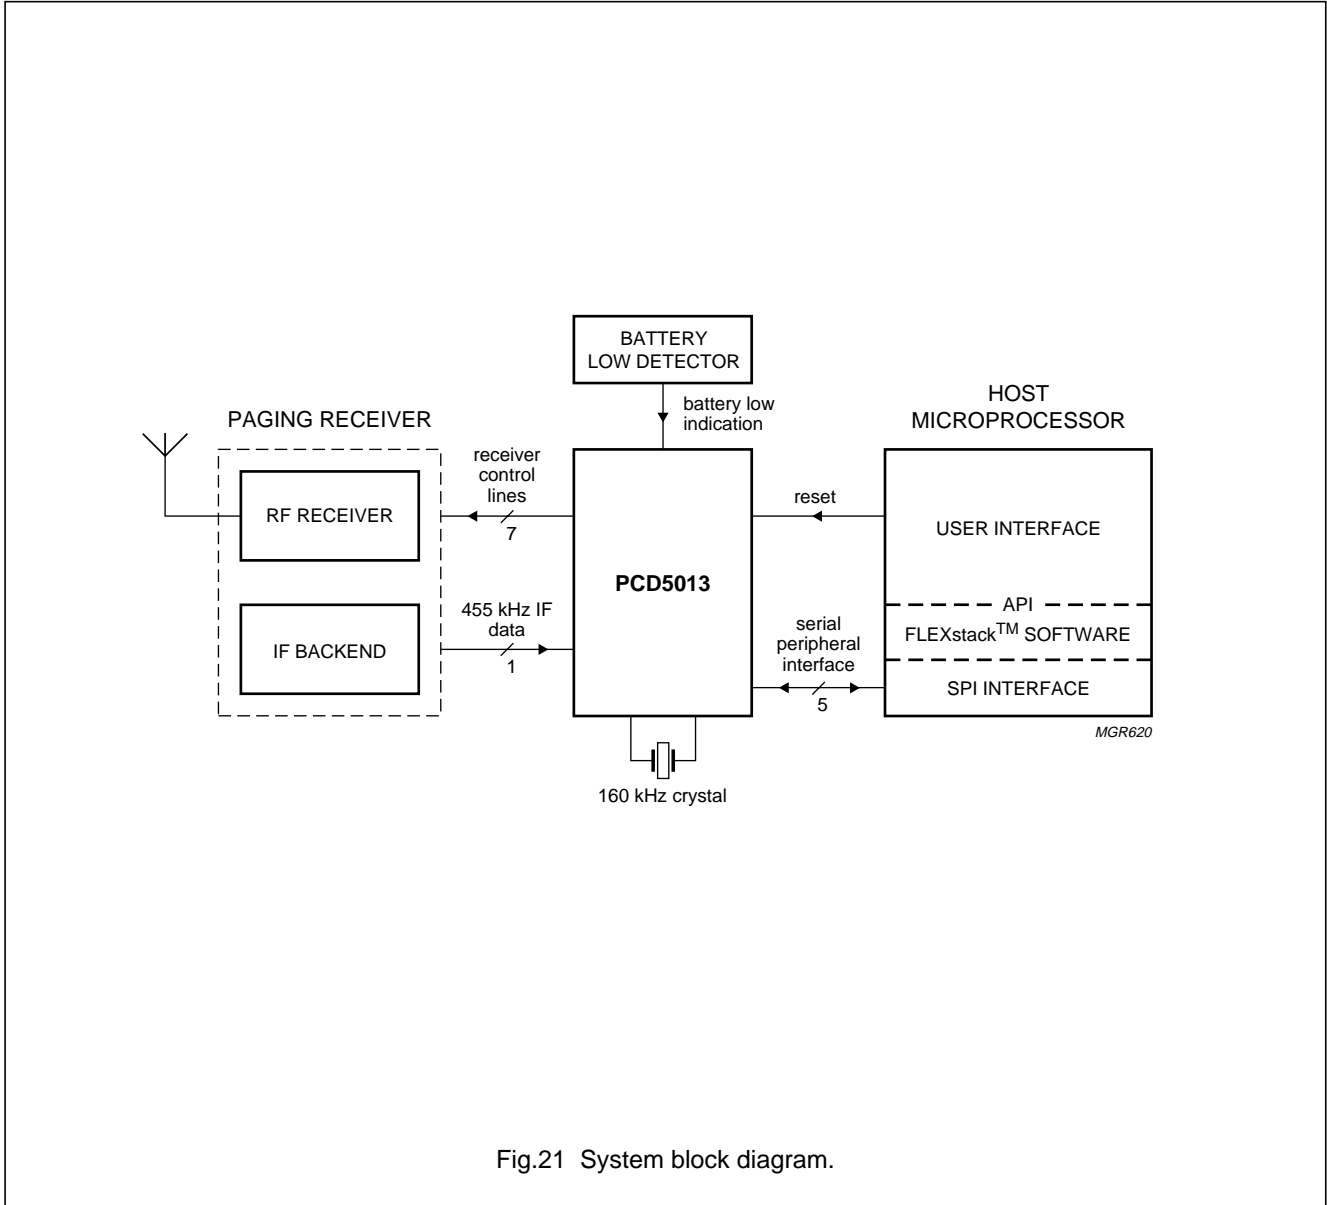 BATTERY
LOW DETECTOR
battery low
indication
HOST
MICROPROCESSOR
PAGING RECEIVER
receiver
control
lines
7
reset
RF RECEIVER
USER INTERFACE
PCD5013
455 kHz IF
data
1
IF BACKEND
serial
peripheral
interface
5
API
FLEXstack™ SOFTWARE
SPI INTERFACE
MGR620
160 kHz crystal
Fig.21 System block diagram.